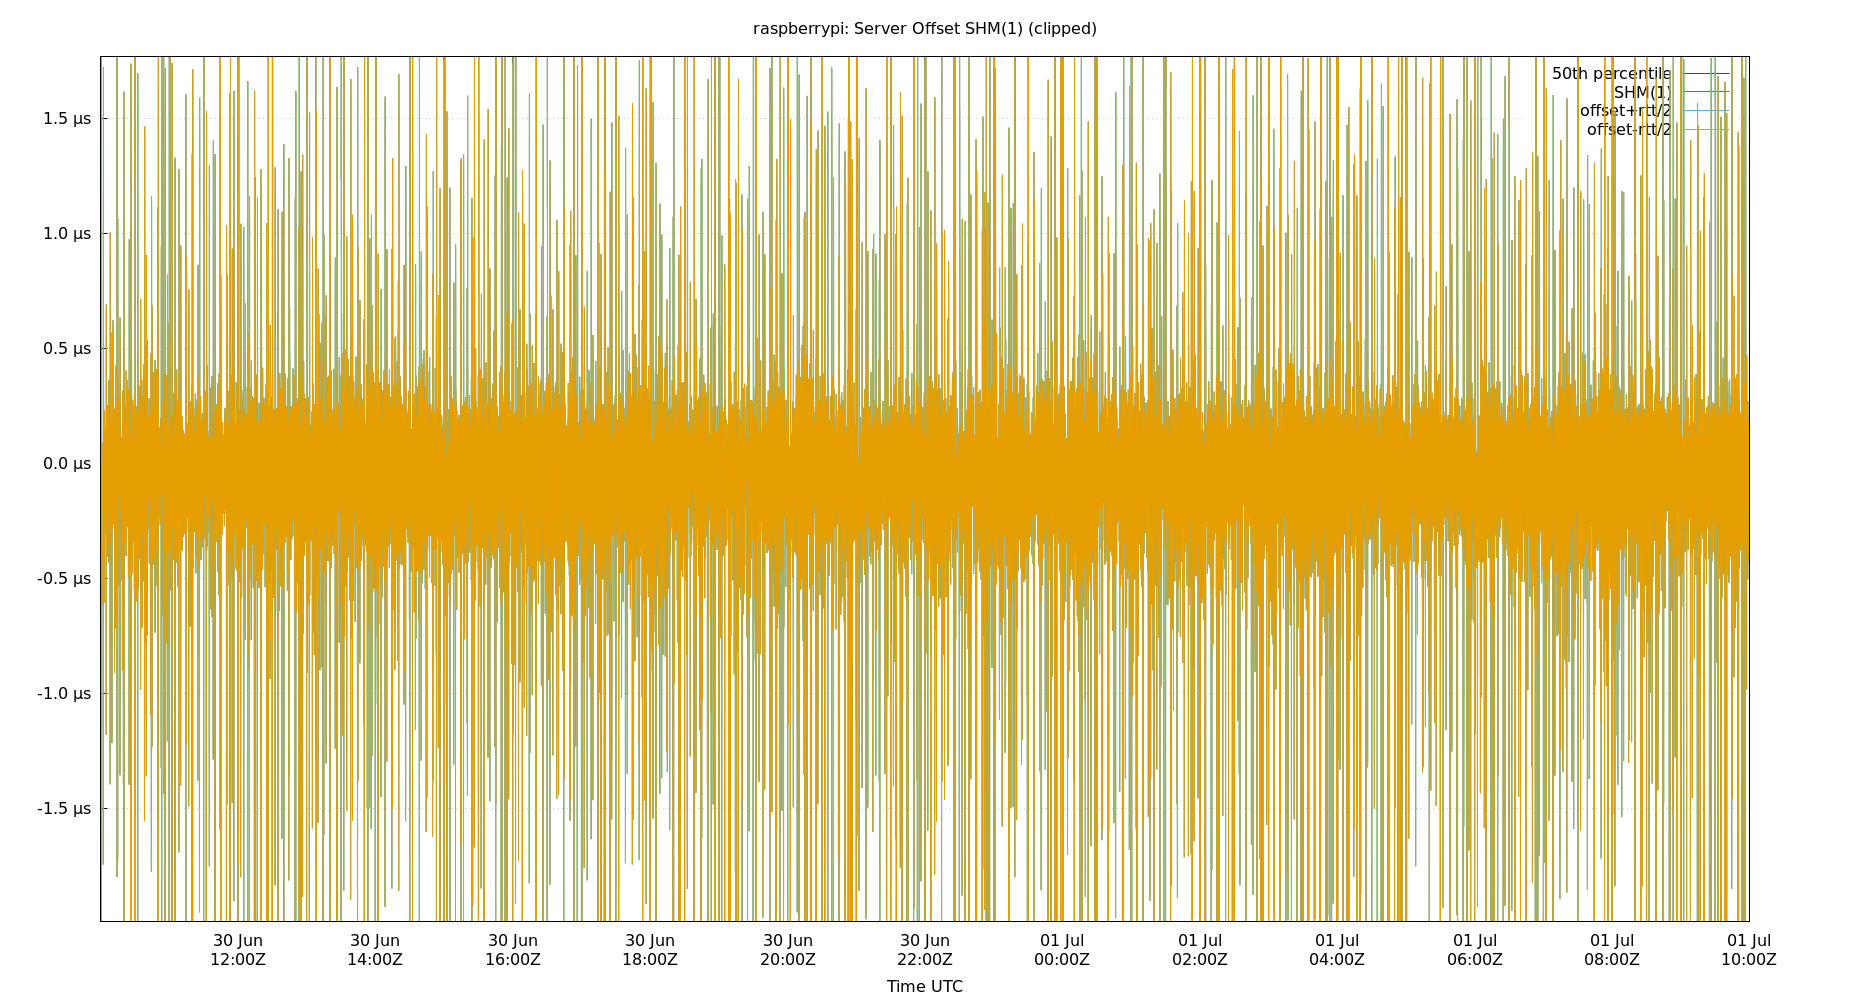 raspberrypi: Server Offset SHM(1) (clipped)
50th percentile
SHM(1)
offset+rtt/2
offset-rtt/2
1.5 µs
1.0 µs
0.5 µs
0.0 µs
-0.5 µs
-1.0 µs
-1.5 µs
30 Jun 30 Jun 30 Jun 30 Jun 30 Jun 30 Jun 01 Jul 01 Jul 01 Jul 01 Jul 01 Jul 01 Jul
12:00Z 14:00Z 16:00Z 18:00Z 20:00Z 22:00Z 00:00Z 02:00Z 04:00Z 06:00Z 08:00Z 10:00Z
Time UTC